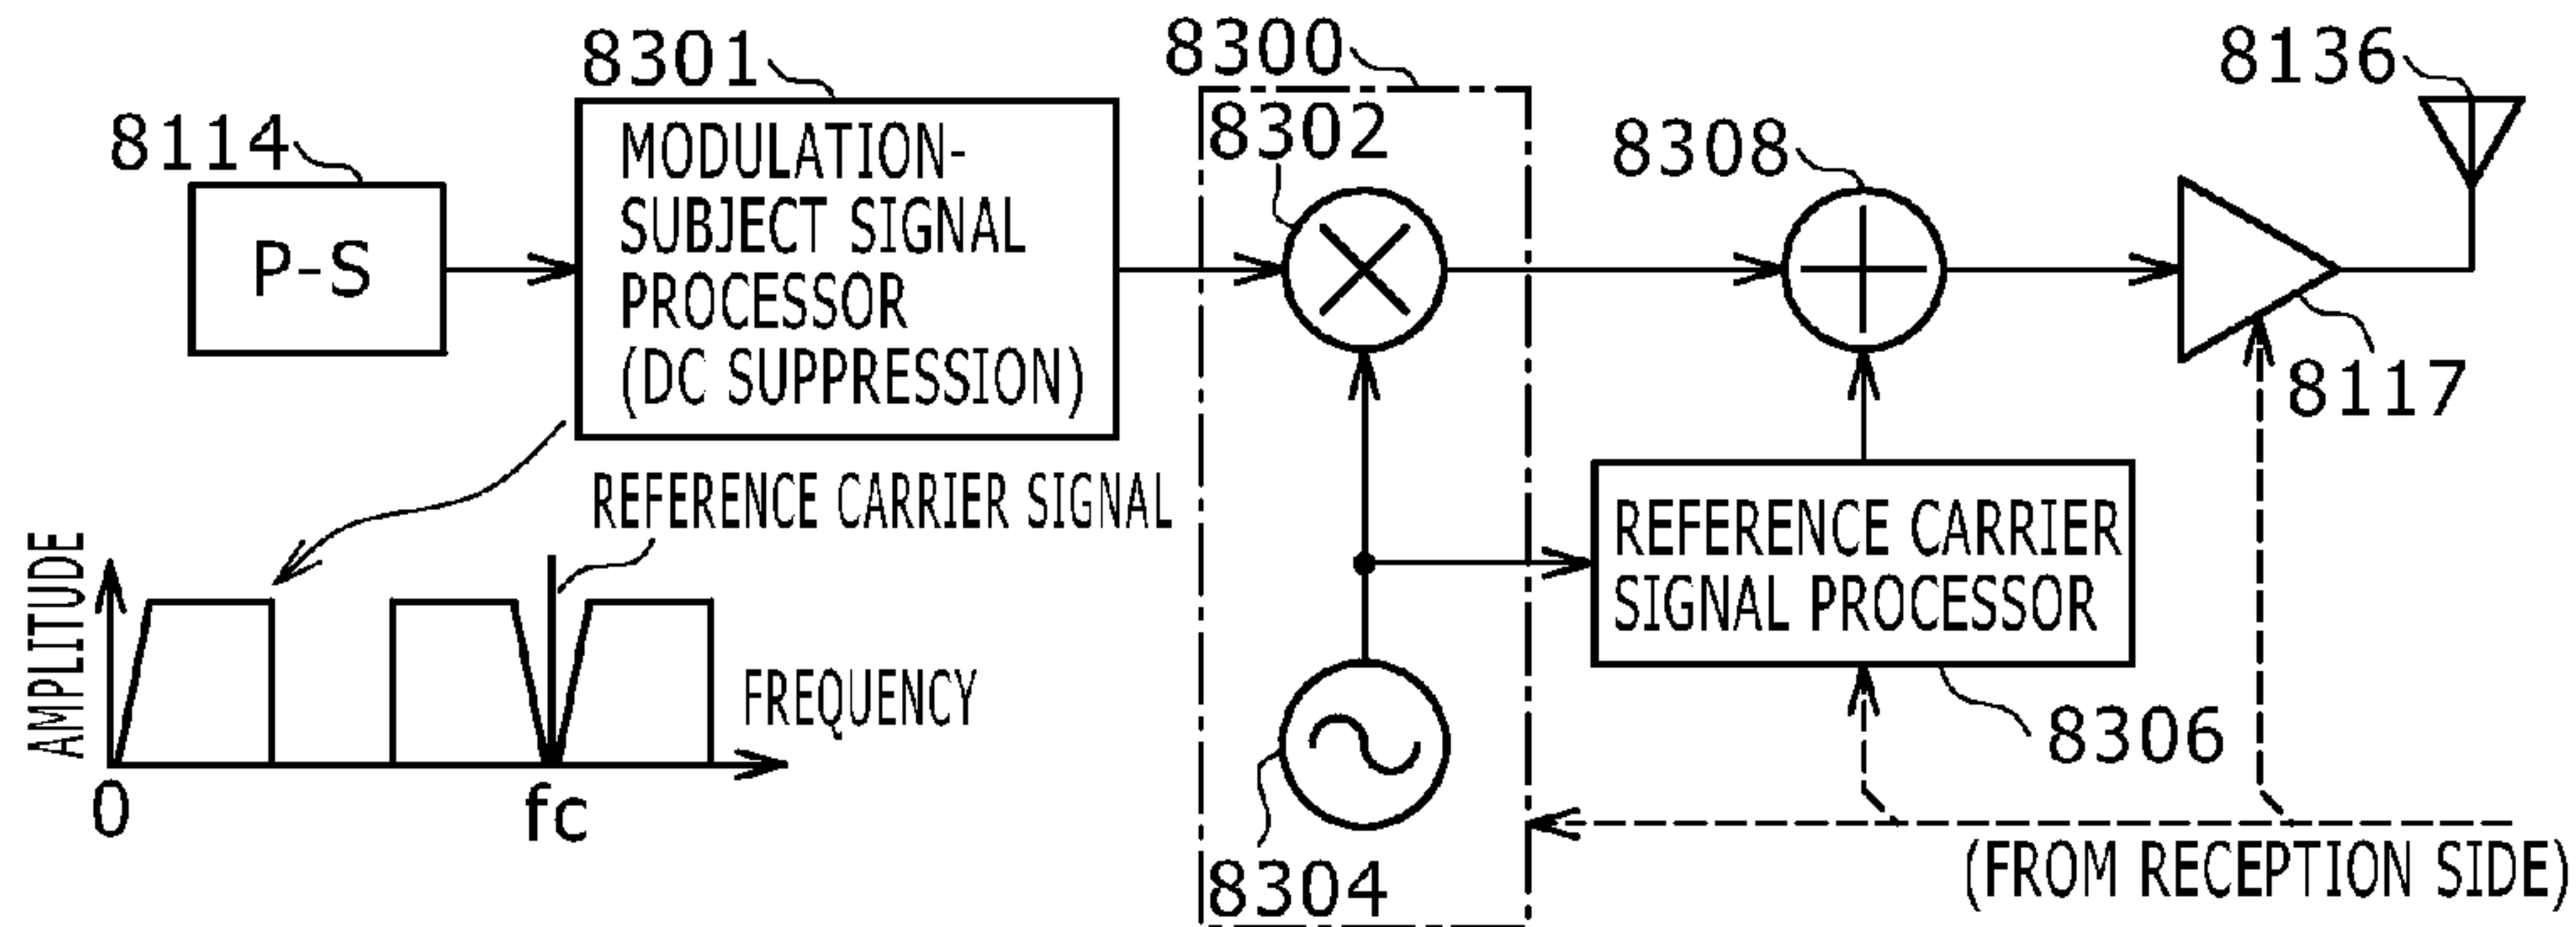 8114
P-S
8301
MODULATION-
SUBJECT SIGNAL
PROCESSOR
(DC SUPPRESSION)
8300
8302
8304
8308
8136
8117
REFERENCE CARRIER
SIGNAL PROCESSOR
8306
(FROM RECEPTION SIDE)
REFERENCE CARRIER SIGNAL
AMPLITUDE
FREQUENCY
0
fc